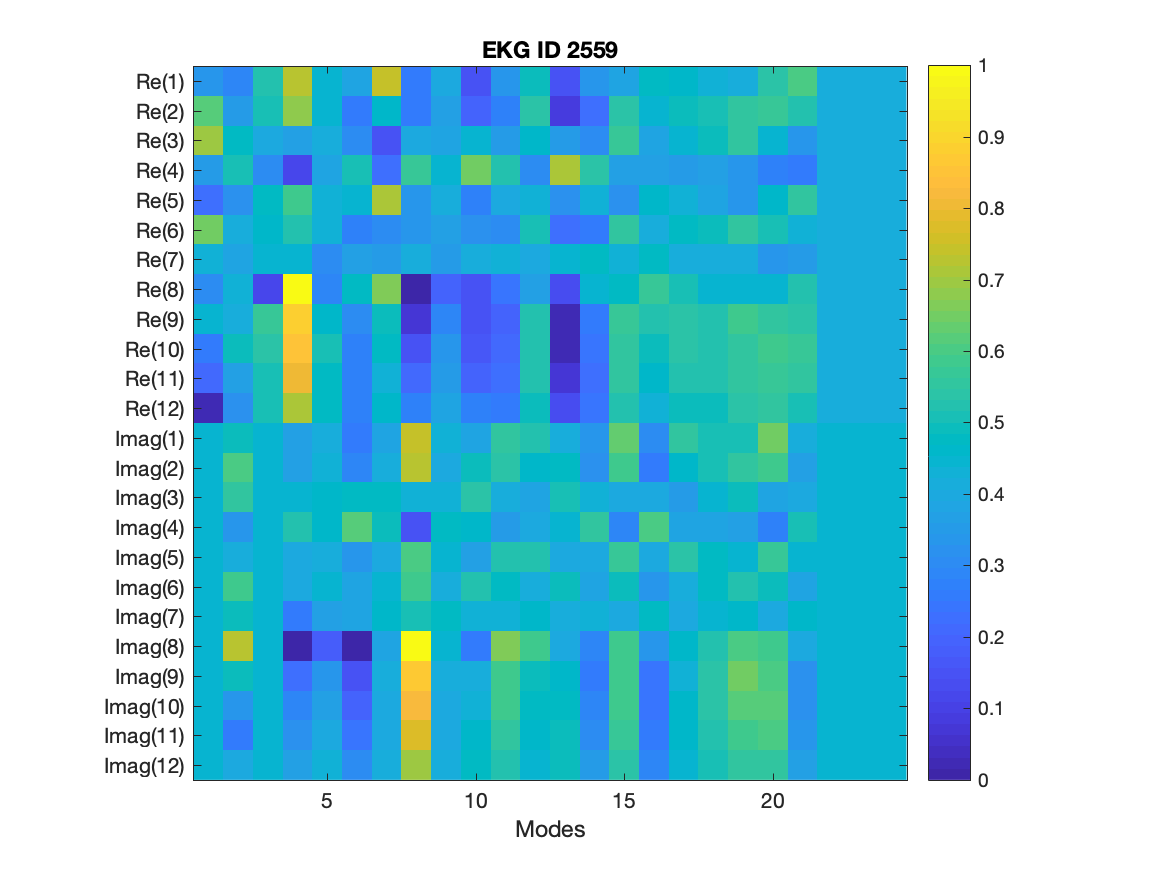 EKG ID 2559
Re(1)
Re(2)
Re(3)
Re(4)
Re(5)
Re(6)
Re(7)
Re(8)
Re(9)
Re(10)
Re(11)
Re(12)
Imag(1)
Imag(2)
Imag(3)
Imag(4)
Imag(5)
Imag(6)
Imag(7)
Imag(8)
Imag(9)
Imag(10)
Imag(11)
Imag(12)
5 10 15 20
Modes
1
0.9
0.8
0.7
0.6
0.5
0.4
0.3
0.2
0.1
0